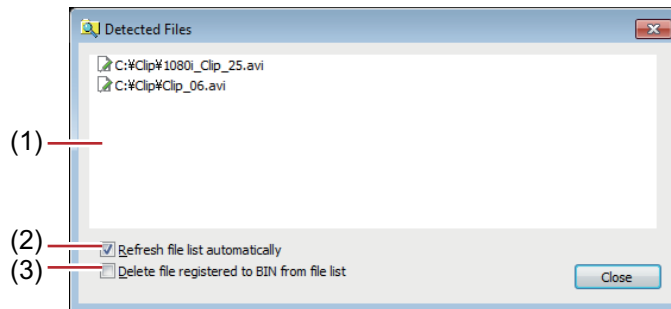 Detected Files
C:¥Clip¥1080i_Clip_25.avi
C:¥Clip¥Clip_06.avi
(1)
(2)
Refresh file list automatically
(3)
Delete file registered to BIN from file list
Close